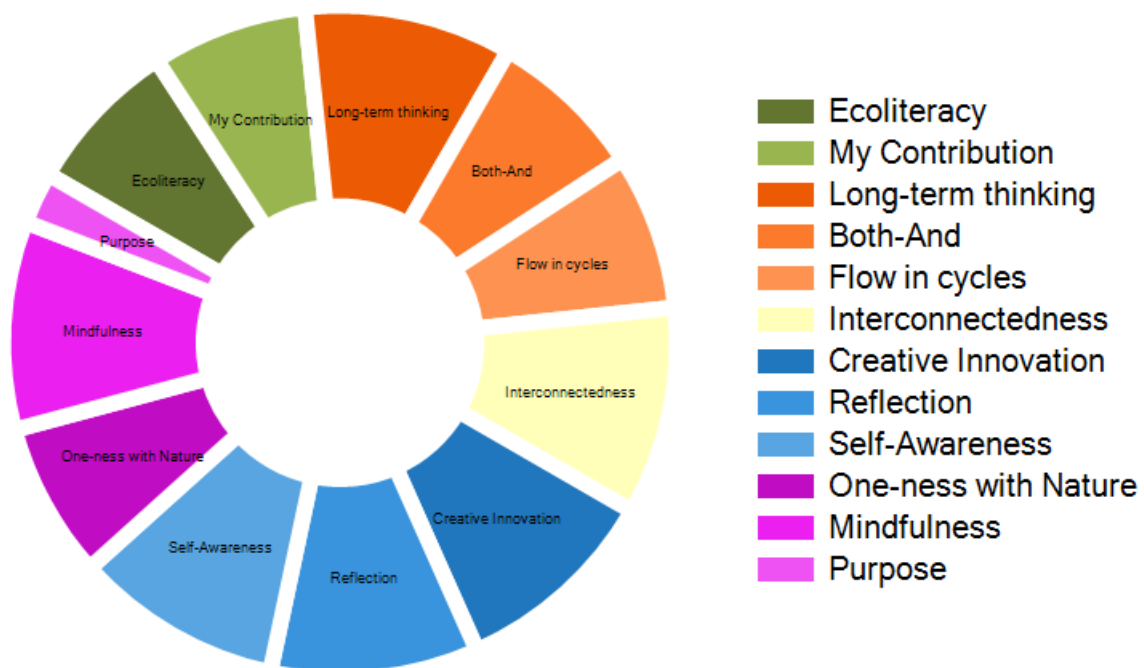 My Contribution
Long-term thinking
Both-And
Ecoliteracy
Purpose
Flow in cycles
Mindfulness
Interconnectedness
One-ness with Nature
Creative Innovation
Self-Awareness
Reflection
Ecoliteracy
My Contribution
Long-term thinking
Both-And
Flow in cycles
Interconnectedness
Creative Innovation
Reflection
Self-Awareness
One-ness with Nature
Mindfulness
Purpose